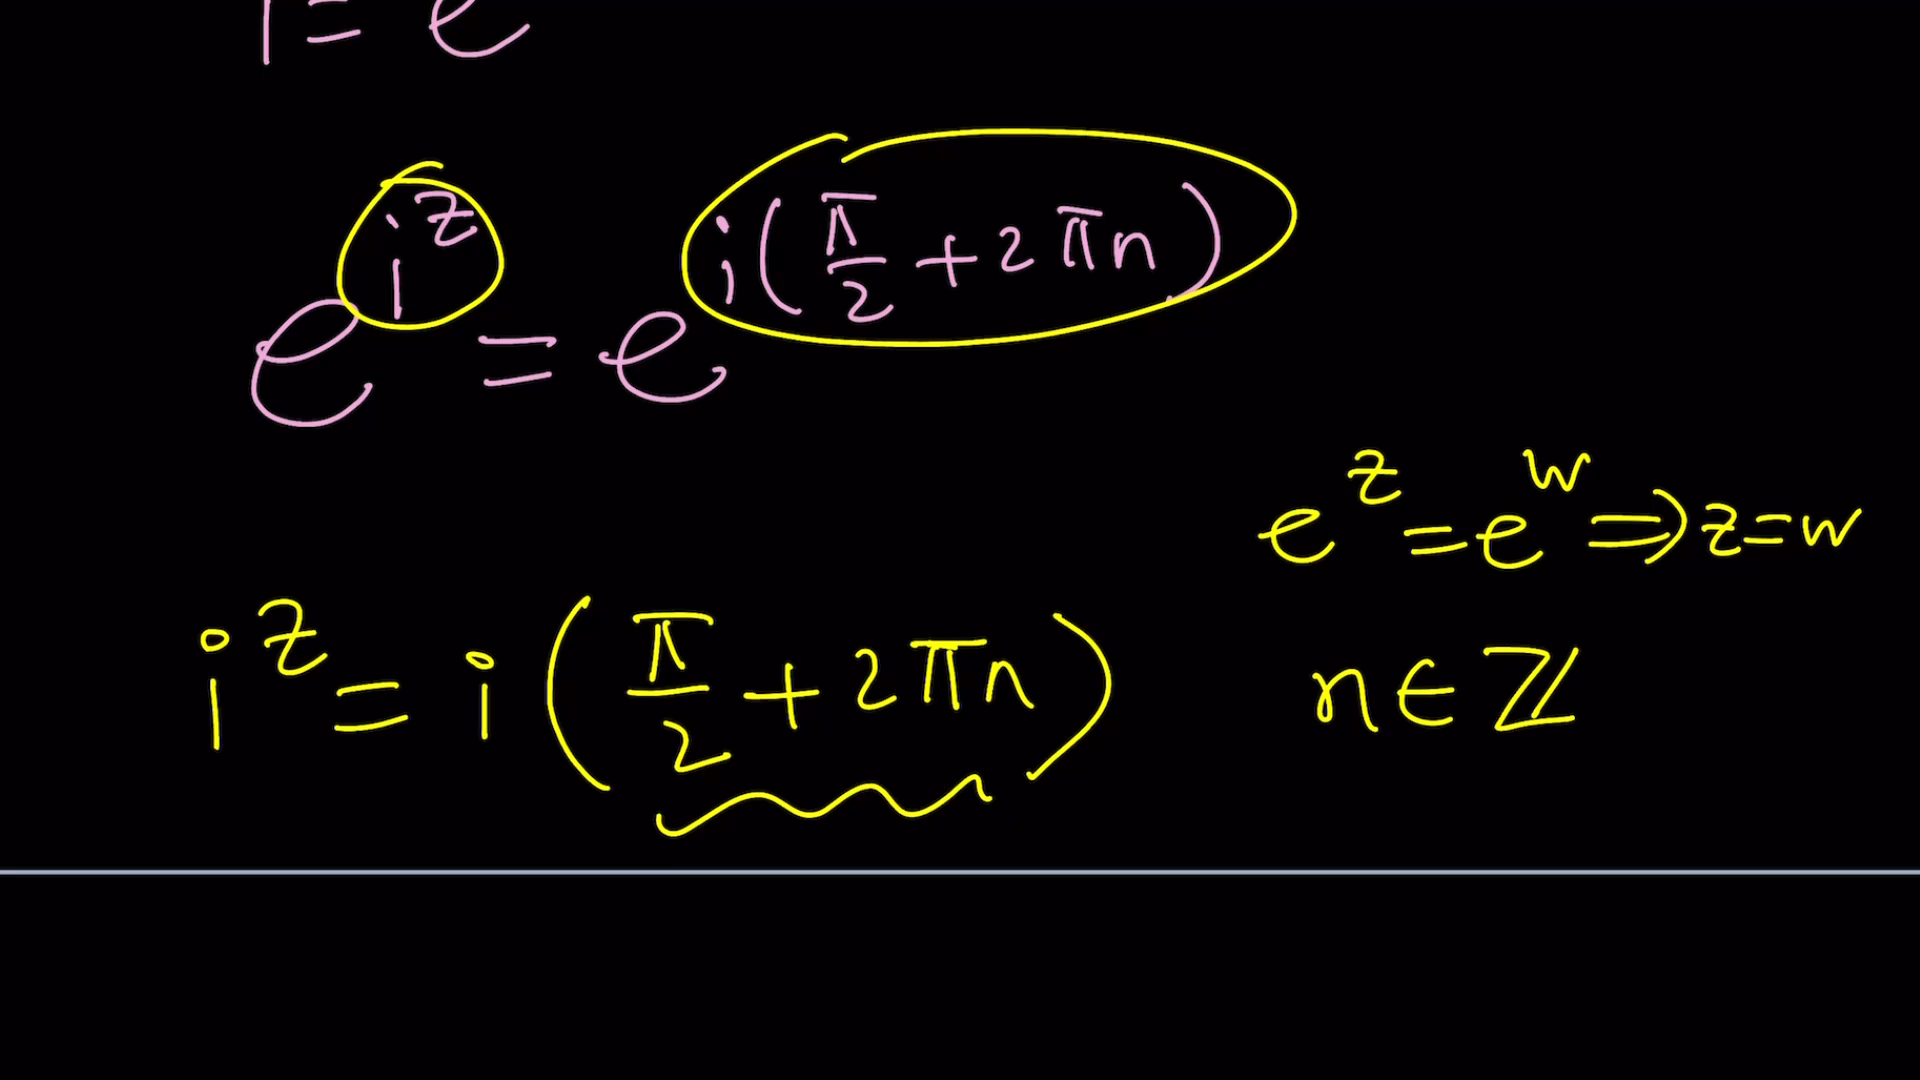 i = e
e^{i^z} = e^{i(π/2 + 2πn)}
e^z = e^w ⇒ z = w
i^z = i(π/2 + 2πn) n ∈ ℤ